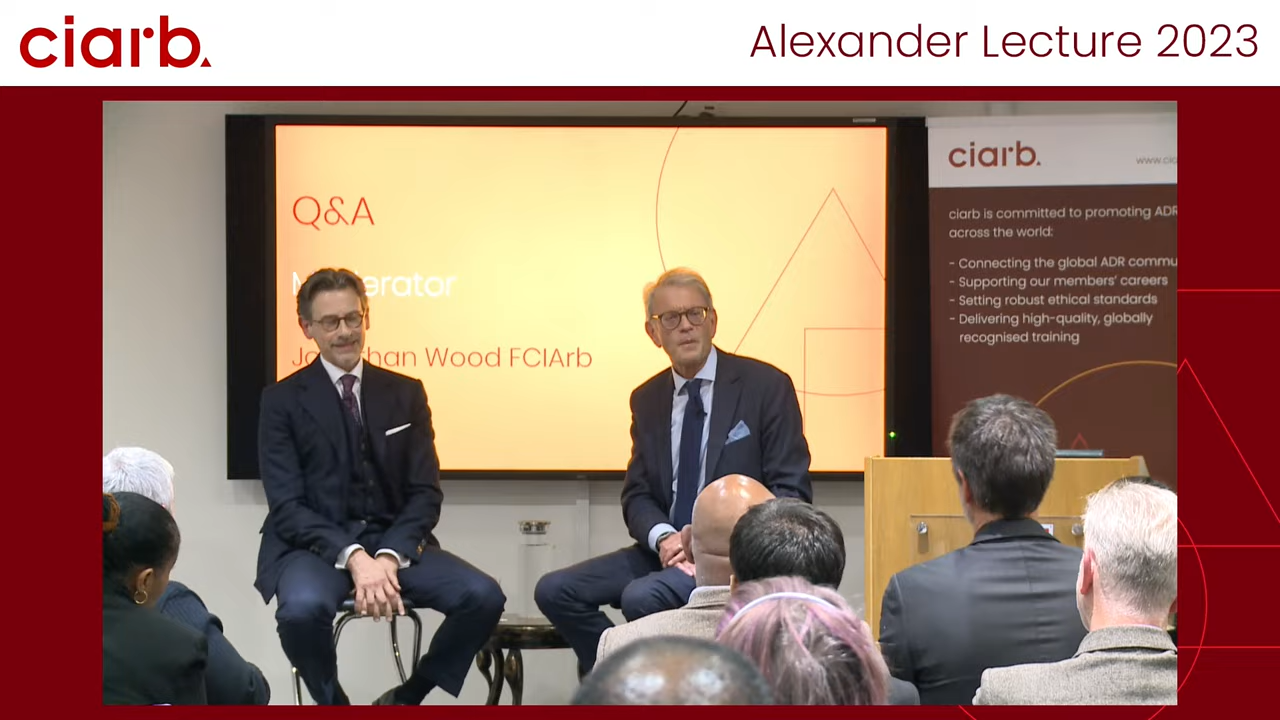 ciarb.
Alexander Lecture 2023
Q&A
Jonathan Wood FCIArb
ciarb.
ciarb is committed to promoting ADR
across the world:
- Connecting the global ADR
- Supporting our members' careers
- Setting robust ethical standards
- Delivering high-quality, globally
recognised training